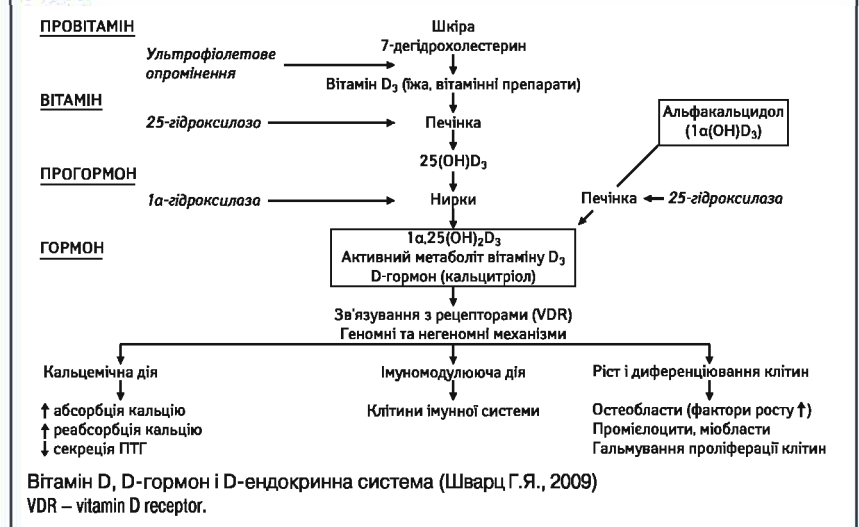 ПРОВІТАМІН
Шкіра
7-дегідрохолестерин
Ультрофіолетове
опромінення
Вітамін D₃ (їжа, вітамінні препарати)
ВІТАМІН
25-гідроксилозо
Печінка
Альфакальцидол
(1α(OH)D₃)
25(OH)D₃
ПРОГОРМОН
1α-гідроксилаза
Нирки
Печінка
25-гідроксилаза
ГОРМОН
1α,25(OH)₂D₃
Активний метаболіт вітаміну D₃
D-гормон (кальцитріол)
Зв'язування з рецепторами (VDR)
Геномні та негеномні механізми
Кальцемічна дія
Імуномодулююча дія
Ріст і диференціювання клітин
↑ абсорбція кальцію
↑ реабсорбція кальцію
↓ секреція ПТГ
Клітини імунної системи
Остеобласти (фактори росту ↑)
Промієлоцити, міобласти
Гальмування проліферації клітин
Вітамін D, D-гормон і D-ендокринна система (Шварц Г.Я., 2009)
VDR – vitamin D receptor.